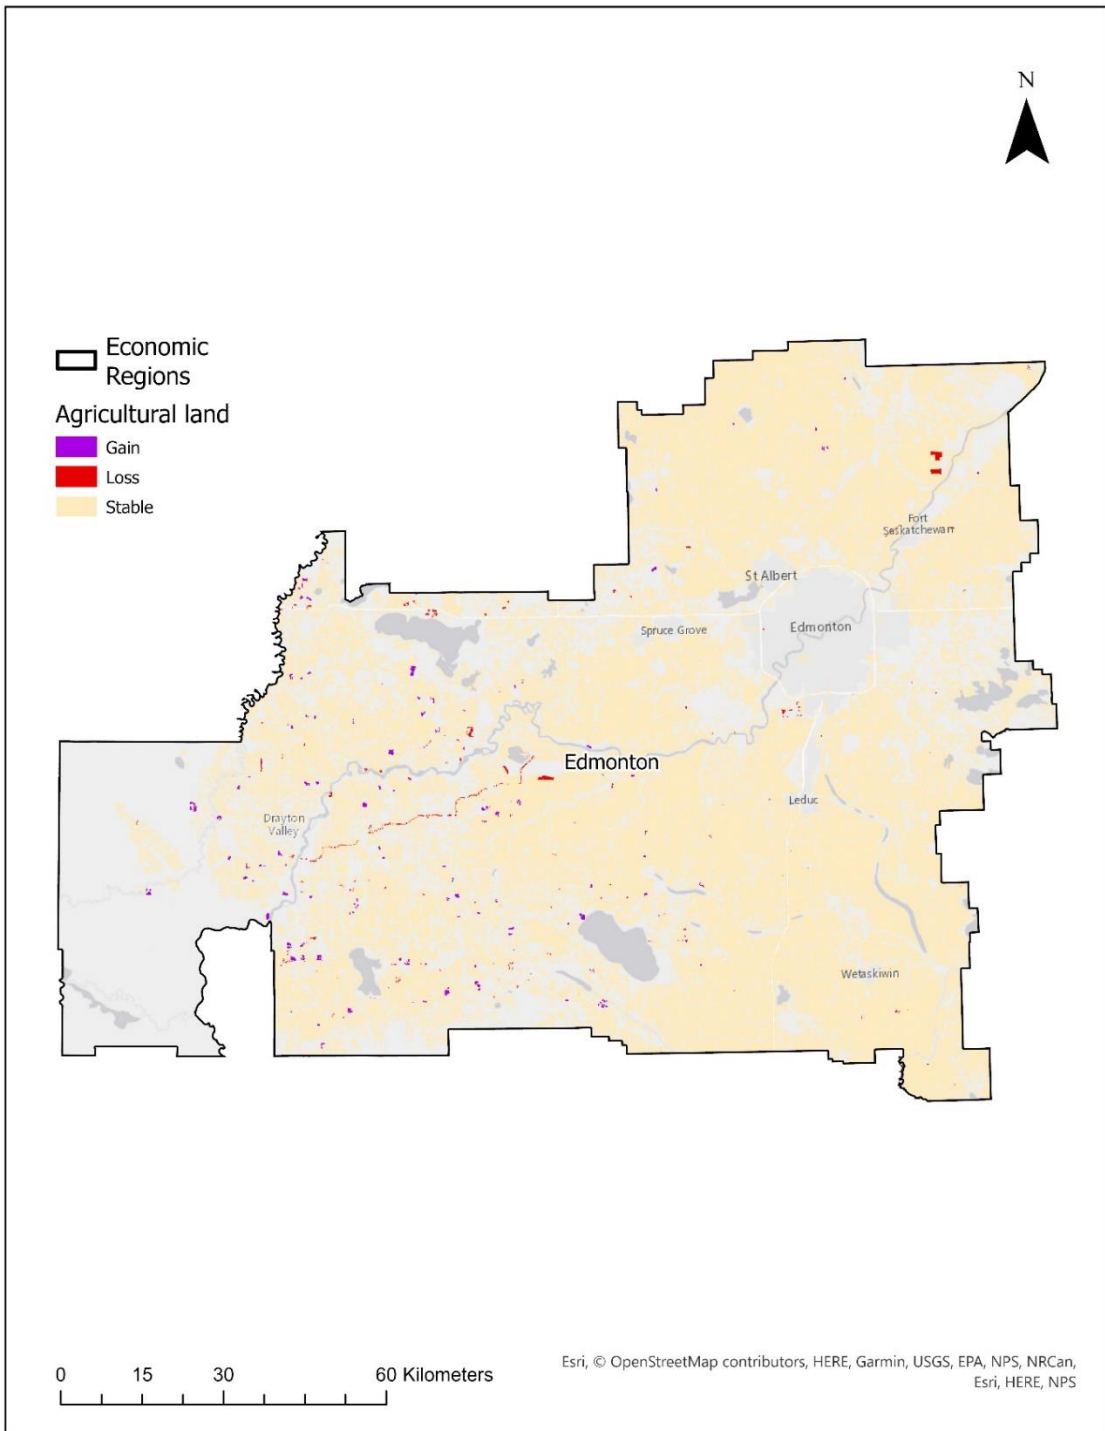 N
Economic
Regions
Agricultural land
Gain
Loss
Stable
Fort
Saskatchewan
St Albert
Spruce Grove
Edmonton
Edmonton
Leduc
Drayton
Valley
Wetaskiwin
0 15 30 60 Kilometers
Esri, © OpenStreetMap contributors, HERE, Garmin, USGS, EPA, NPS, NRCan,
Esri, HERE, NPS